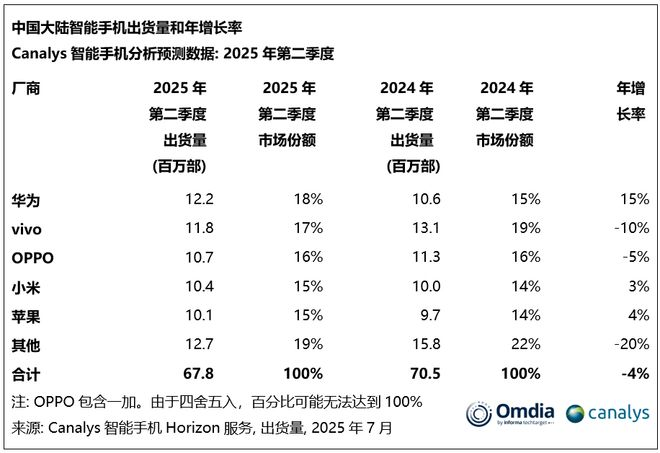 中国大陆智能手机出货量和年增长率
Canalys 智能手机分析预测数据: 2025 年第二季度
厂商 2025 年 2025 年 2024 年 2024 年 年增
第二季度 第二季度 第二季度 第二季度 长率
出货量 市场份额 出货量 市场份额
(百万部) (百万部)
华为 12.2 18% 10.6 15% 15%
vivo 11.8 17% 13.1 19% -10%
OPPO 10.7 16% 11.3 16% -5%
小米 10.4 15% 10.0 14% 3%
苹果 10.1 15% 9.7 14% 4%
其他 12.7 19% 15.8 22% -20%
合计 67.8 100% 70.5 100% -4%
注: OPPO 包含一加。由于四舍五入，百分比可能无法达到 100%
来源: Canalys 智能手机 Horizon 服务, 出货量, 2025 年 7 月
Omdia
by informa techtarget
canalys